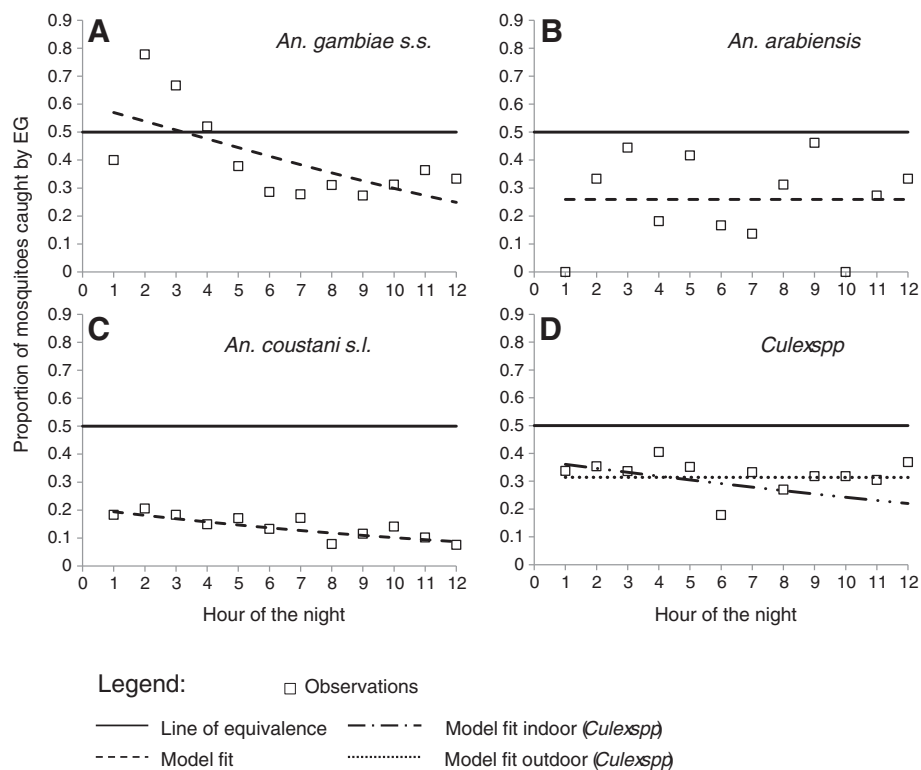 Proportion of mosquitoes caught by EG
A
An. gambiae s.s.
0.9
0.8
0.7
0.6
0.5
0.4
0.3
0.2
0.1
0
0 1 2 3 4 5 6 7 8 9 10 11 12
B
An. arabiensis
0.9
0.8
0.7
0.6
0.5
0.4
0.3
0.2
0.1
0
0 1 2 3 4 5 6 7 8 9 10 11 12
C
An. coustani s.l.
0.9
0.8
0.7
0.6
0.5
0.4
0.3
0.2
0.1
0
0 1 2 3 4 5 6 7 8 9 10 11 12
Hour of the night
D
Culexspp
0.9
0.8
0.7
0.6
0.5
0.4
0.3
0.2
0.1
0
0 1 2 3 4 5 6 7 8 9 10 11 12
Hour of the night
Legend:
Observations
Line of equivalence
Model fit indoor (Culexspp)
Model fit
Model fit outdoor (Culexspp)